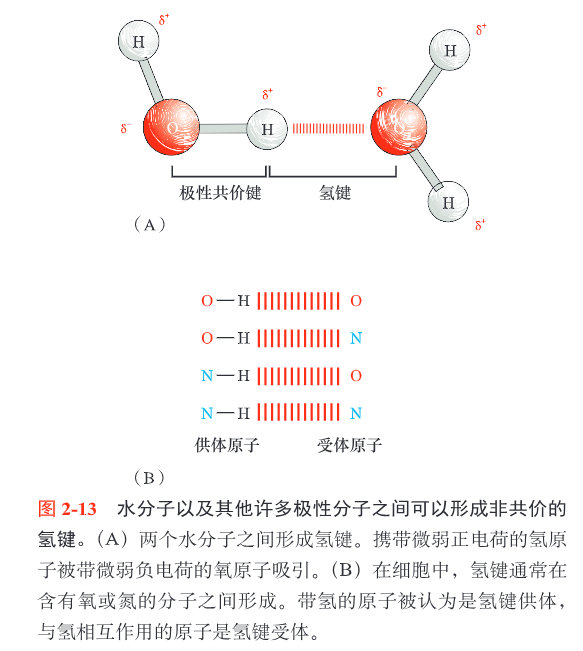 H δ⁺
δ⁺ H
δ⁻ O H δ⁺ δ⁻ O
H δ⁺
极性共价键 氢键
（A）
O—H O
O—H N
N—H O
N—H N
供体原子 受体原子
（B）
图 2-13 水分子以及其他许多极性分子之间可以形成非共价的
氢键。（A）两个水分子之间形成氢键。携带微弱正电荷的氢原
子被带微弱负电荷的氧原子吸引。（B）在细胞中，氢键通常在
含有氧或氮的分子之间形成。带氢的原子被认为是氢键供体，
与氢相互作用的原子是氢键受体。